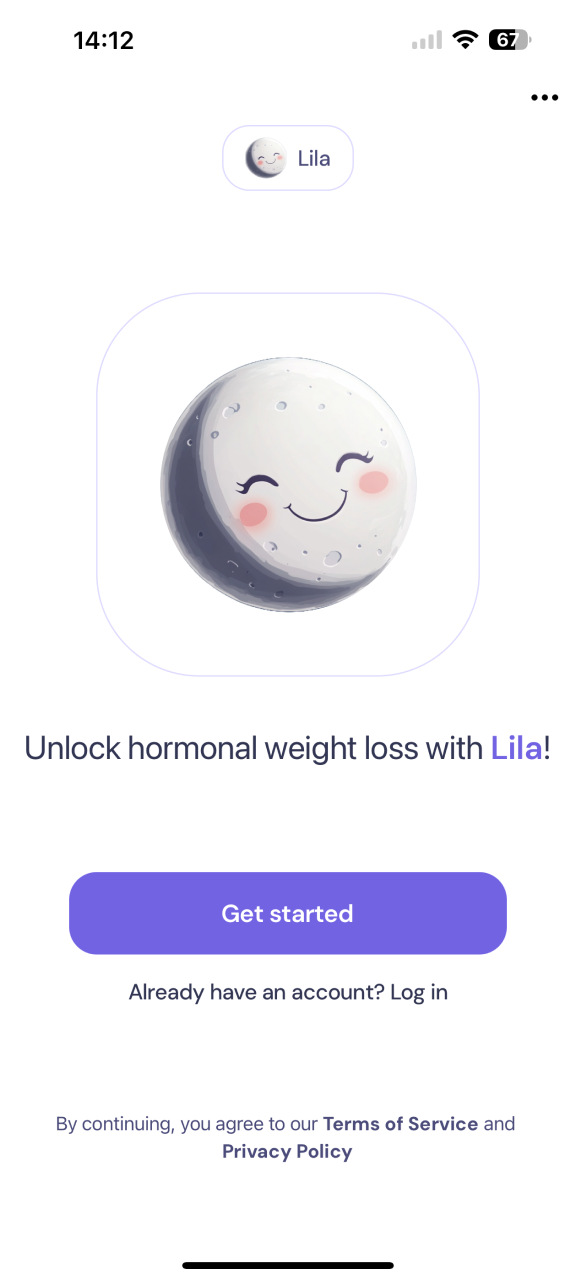 14:12
67
Lila
Unlock hormonal weight loss with Lila!
Get started
Already have an account? Log in
By continuing, you agree to our Terms of Service and
Privacy Policy